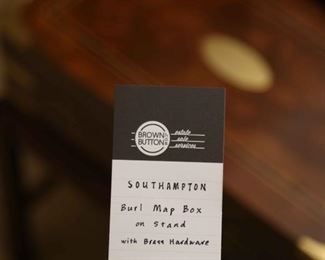 BROWN
BUTTON
estate
sale
services
SOUTHAMPTON
Burl Map Box
on Stand
with Brass Hardware